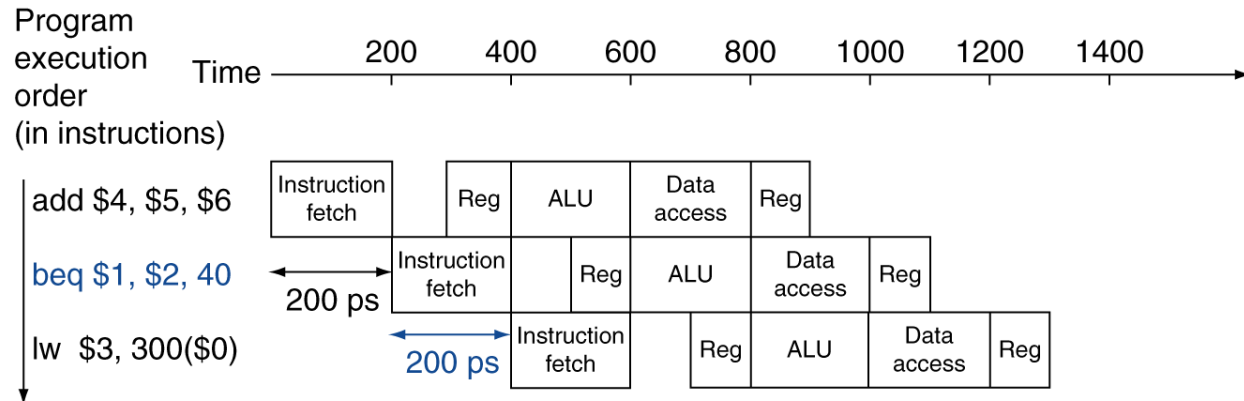 Program
execution
order
(in instructions)
Time
200 400 600 800 1000 1200 1400
add $4, $5, $6
Instruction
fetch
Reg
ALU
Data
access
Reg
beq $1, $2, 40
200 ps
Instruction
fetch
Reg
ALU
Data
access
Reg
lw $3, 300($0)
200 ps
Instruction
fetch
Reg
ALU
Data
access
Reg